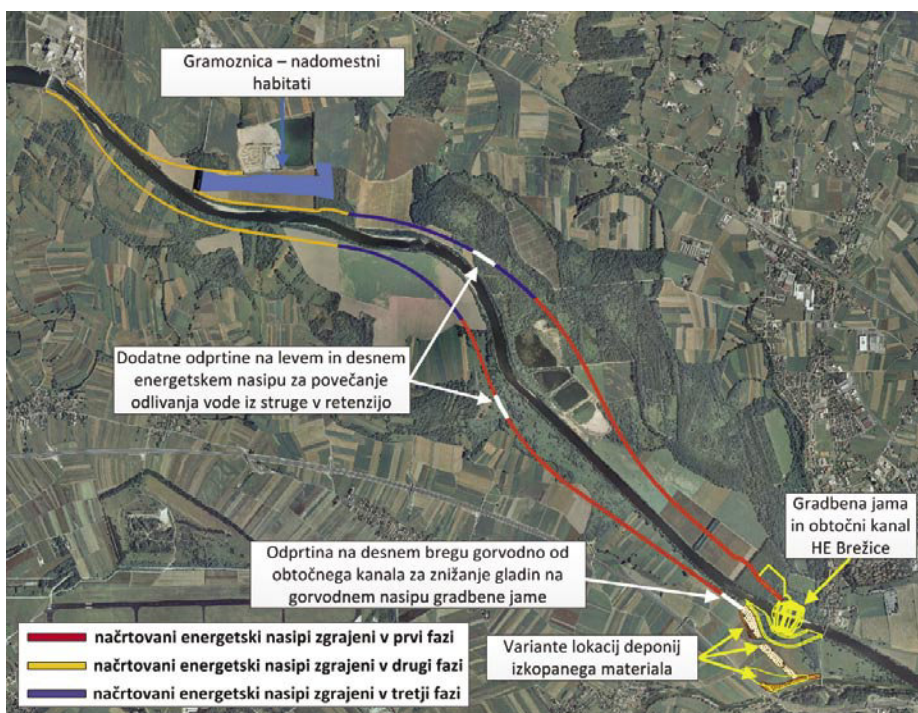 Gramoznica – nadomestni
habitati
Dodatne odprtine na levem in desnem
energetskem nasipu za povečanje
odlivanja vode iz struge v retenzijo
Gradbena jama
in obtočni kanal
HE Brežice
Odprtina na desnem bregu gorvodno od
obtočnega kanala za znižanje gladin na
gorvodnem nasipu gradbene jame
Variante lokacij deponij
izkopanega materiala
načrtovani energetski nasipi zgrajeni v prvi fazi
načrtovani energetski nasipi zgrajeni v drugi fazi
načrtovani energetski nasipi zgrajeni v tretji fazi